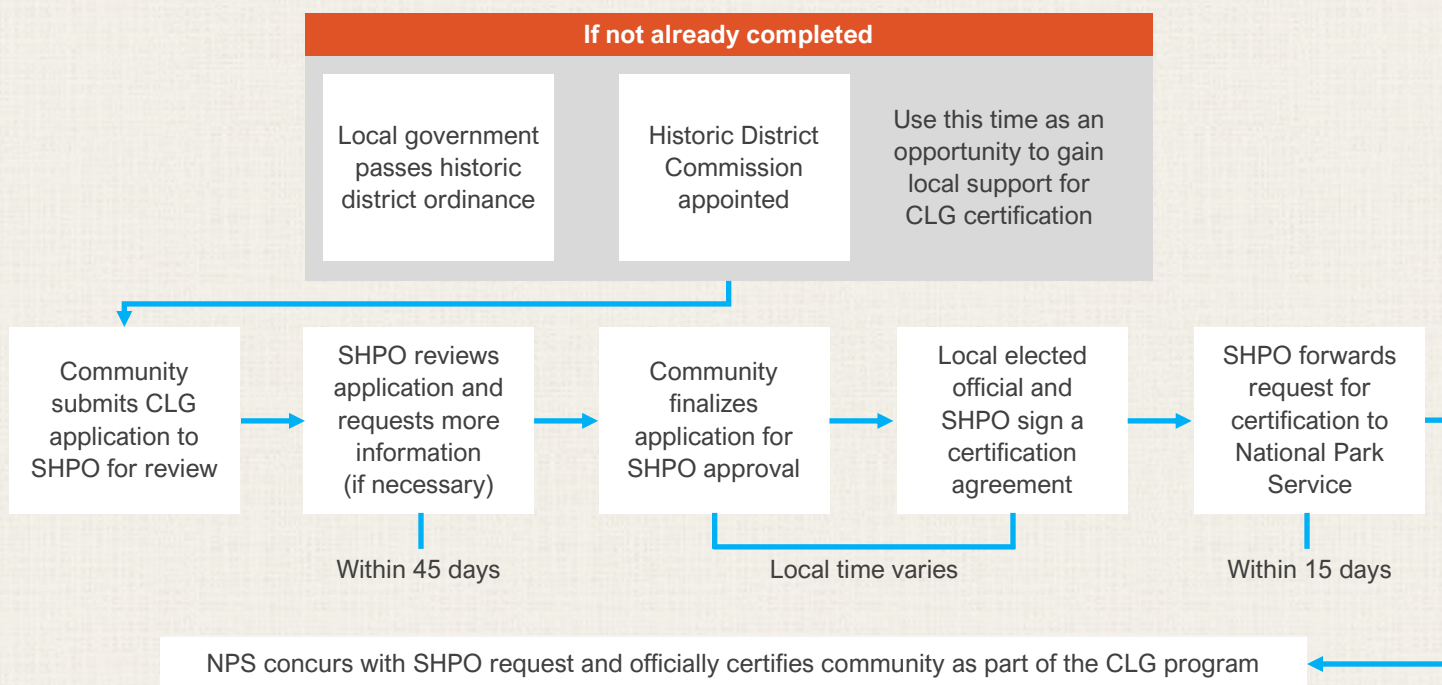 If not already completed
Local government
passes historic
district ordinance
Historic District
Commission
appointed
Use this time as an
opportunity to gain
local support for
CLG certification
Community
submits CLG
application to
SHPO for review
SHPO reviews
application and
requests more
information
(if necessary)
Community
finalizes
application for
SHPO approval
Local elected
official and
SHPO sign a
certification
agreement
SHPO forwards
request for
certification to
National Park
Service
Within 45 days
Local time varies
Within 15 days
NPS concurs with SHPO request and officially certifies community as part of the CLG program